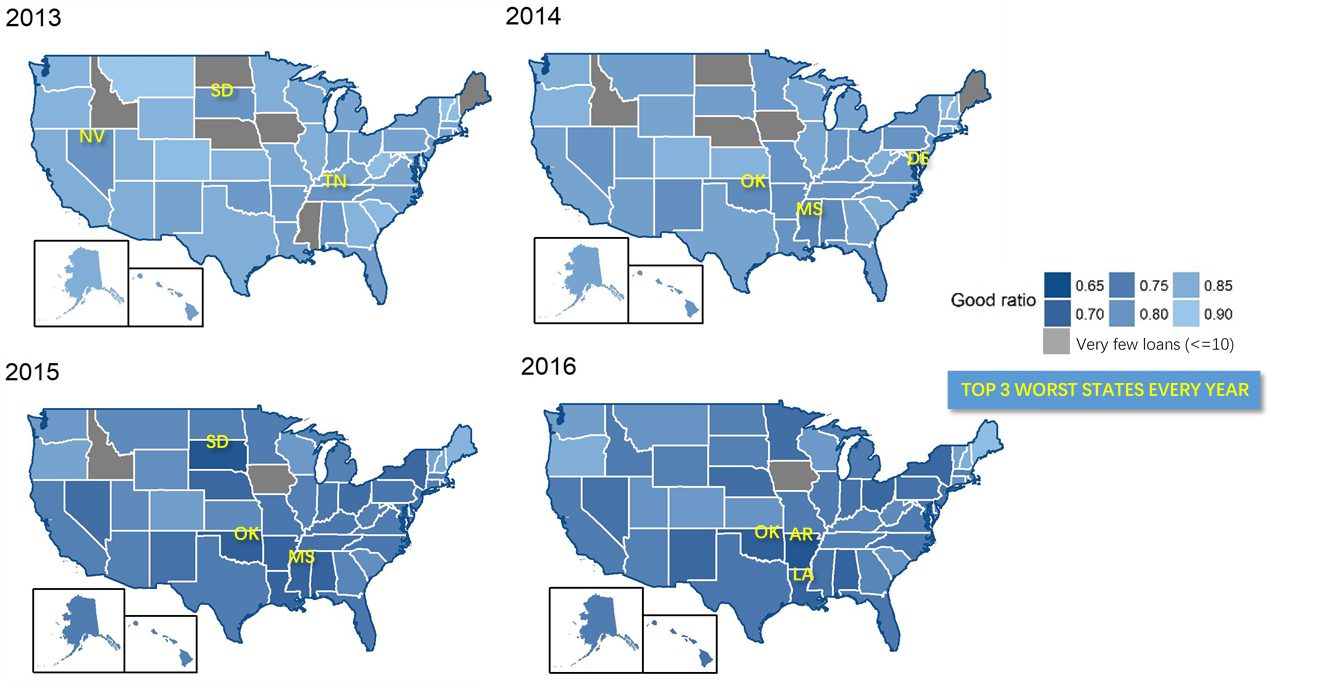 2013
2014
SD
NV
TN
DE
OK
MS
Good ratio
0.65
0.75
0.85
0.70
0.80
0.90
Very few loans (<=10)
TOP 3 WORST STATES EVERY YEAR
2015
2016
SD
OK
MS
OK
AR
LA